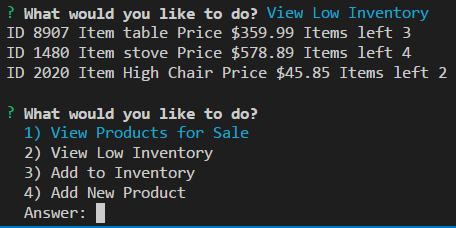 ? What would you like to do? View Low Inventory
ID 8907 Item table Price $359.99 Items left 3
ID 1480 Item stove Price $578.89 Items left 4
ID 2020 Item High Chair Price $45.85 Items left 2
? What would you like to do?
1) View Products for Sale
2) View Low Inventory
3) Add to Inventory
4) Add New Product
Answer: